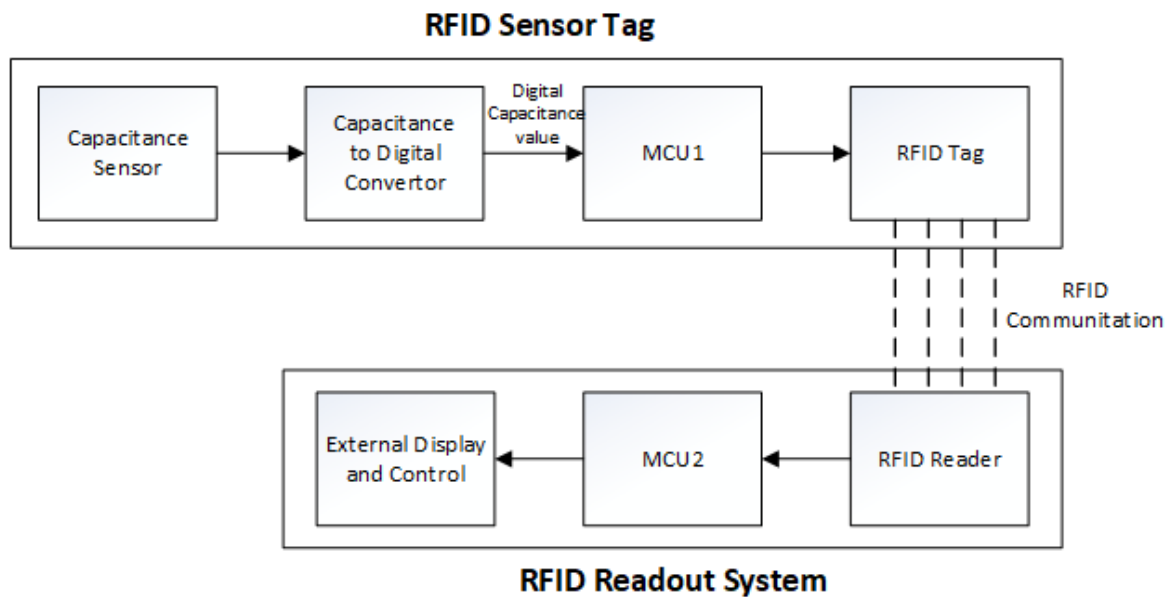 RFID Sensor Tag
Capacitance
Sensor
Capacitance
to Digital
Convertor
Digital
Capacitance
value
MCU1
RFID Tag
RFID
Communitation
External Display
and Control
MCU2
RFID Reader
RFID Readout System